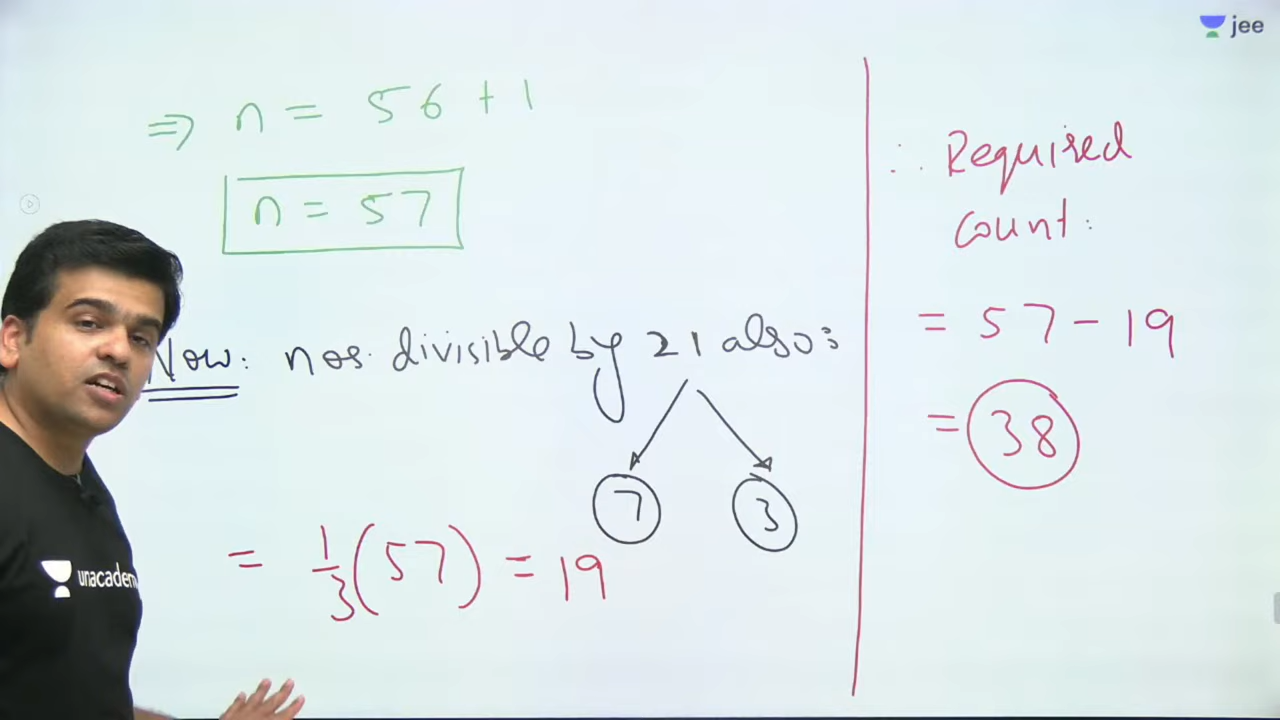 jee
⇒ n = 56 + 1
n = 57
Now: nos. divisible by 21 also:
7 3
= 1/3 (57) = 19
∴ Required
count:
= 57 - 19
= 38
unacadem